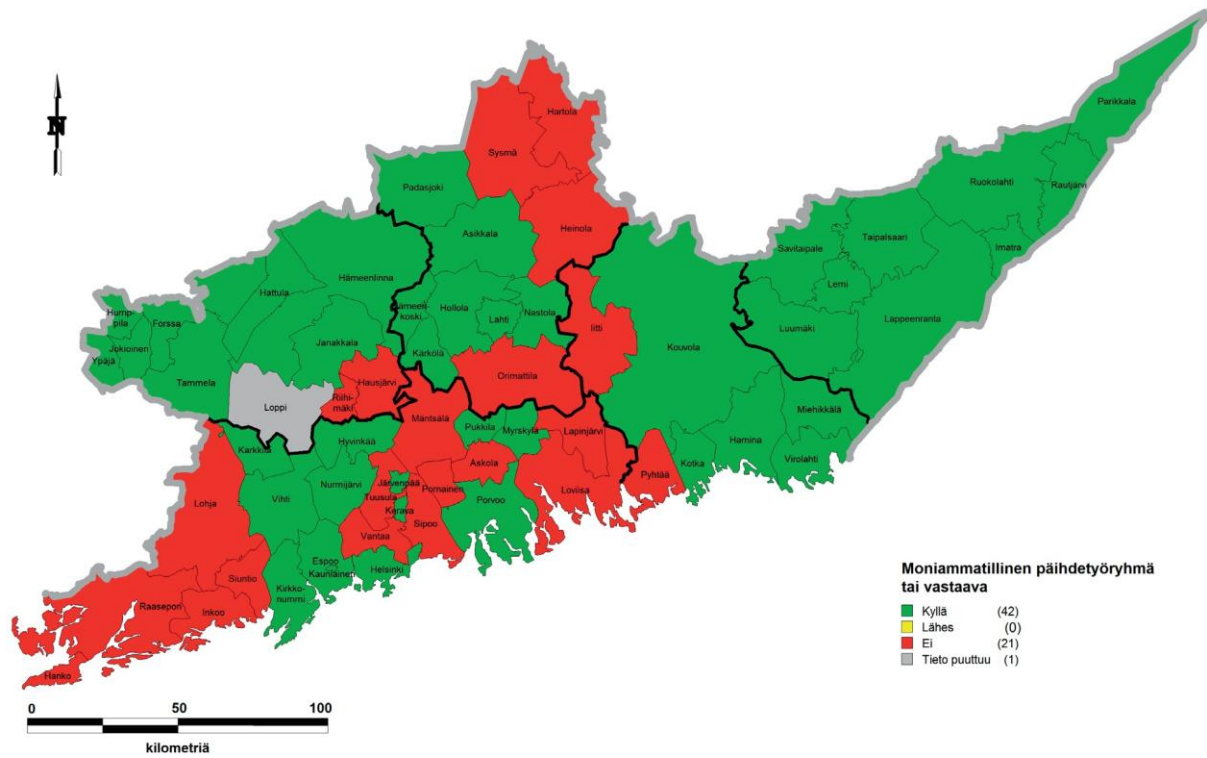 N
Hartola
Sysmä
Parikkala
Padasjoki
Ruokolahti
Rautjärvi
Heinola
Asikkala
Taipalsaari
Savitaipale
Imatra
Hämeenlinna
Hattula
Lemi
Hump-
pila
Forssa
Hämeen-
koski
Hollola
Lahti
Nastola
Lappeenranta
Iitti
Luumäki
Janakkala
Kouvola
Jokioinen
Ypäjä
Kärkölä
Tammela
Hausjärvi
Orimattila
Riihi-
mäki
Loppi
Miehikkälä
Mäntsälä
Pukkila
Myrskylä
Lapinjärvi
Hamina
Karkkila
Hyvinkää
Virolahti
Askola
Kotka
Pyhtää
Nurmijärvi
Järvenpää
Pornainen
Vihti
Tuusula
Porvoo
Loviisa
Lohja
Kerava
Sipoo
Vantaa
Espoo
Kauniainen
Helsinki
Siuntio
Kirkko-
nummi
Raasepori
Inkoo
Hanko
Moniammatillinen päihdetyöryhmä
tai vastaava
Kyllä (42)
Lähes (0)
Ei (21)
Tieto puuttuu (1)
0 50 100
kilometriä